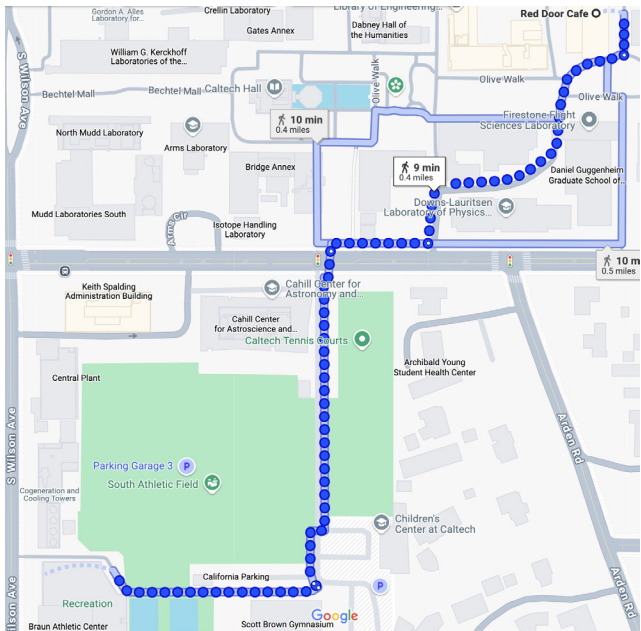 Gordon A. Alles
Laboratory for...
Crellin Laboratory
Library of Engineering...
Red Door Cafe
Gates Annex
Dabney Hall of
the Humanities
William G. Kerckhoff
Laboratories of the...
S Wilson Ave
Olive Walk
Olive Walk
Bechtel Mall
Bechtel Mall
Caltech Hall
Olive Walk
10 min
0.4 miles
Firestone Flight
Sciences Laboratory
North Mudd Laboratory
Arms Laboratory
Bridge Annex
9 min
0.4 miles
Daniel Guggenheim
Graduate School of...
Downs-Lauritsen
Laboratory of Physics...
Mudd Laboratories South
Arms Cir
Isotope Handling
Laboratory
10 m
0.5 miles
Keith Spalding
Administration Building
Cahill Center for
Astronomy and...
Cahill Center
for Astroscience and...
Caltech Tennis Courts
Archibald Young
Student Health Center
Central Plant
S Wilson Ave
Arden Rd
Parking Garage 3
P
South Athletic Field
Cogeneration and
Cooling Towers
Children's
Center at Caltech
California Parking
P
ilson Ave
Arden Rd
Recreation
Google
Braun Athletic Center
Scott Brown Gymnasium